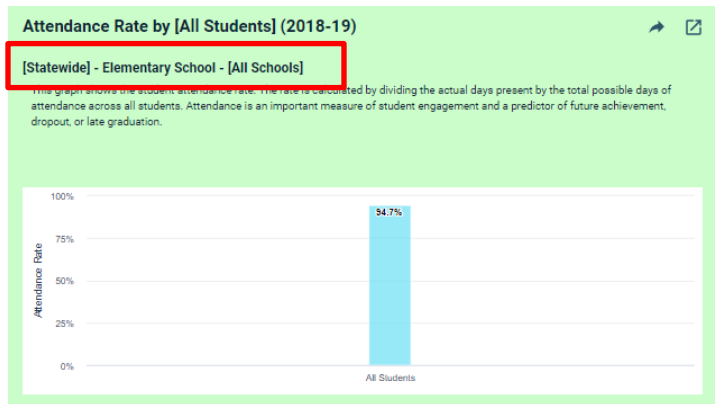 Attendance Rate by [All Students] (2018-19)
[Statewide] - Elementary School - [All Schools]
This graph shows the student attendance rate. The rate is calculated by dividing the actual days present by the total possible days of
attendance across all students. Attendance is an important measure of student engagement and a predictor of future achievement,
dropout, or late graduation.
100%
94.7%
75%
Attendance Rate
50%
25%
0%
All Students